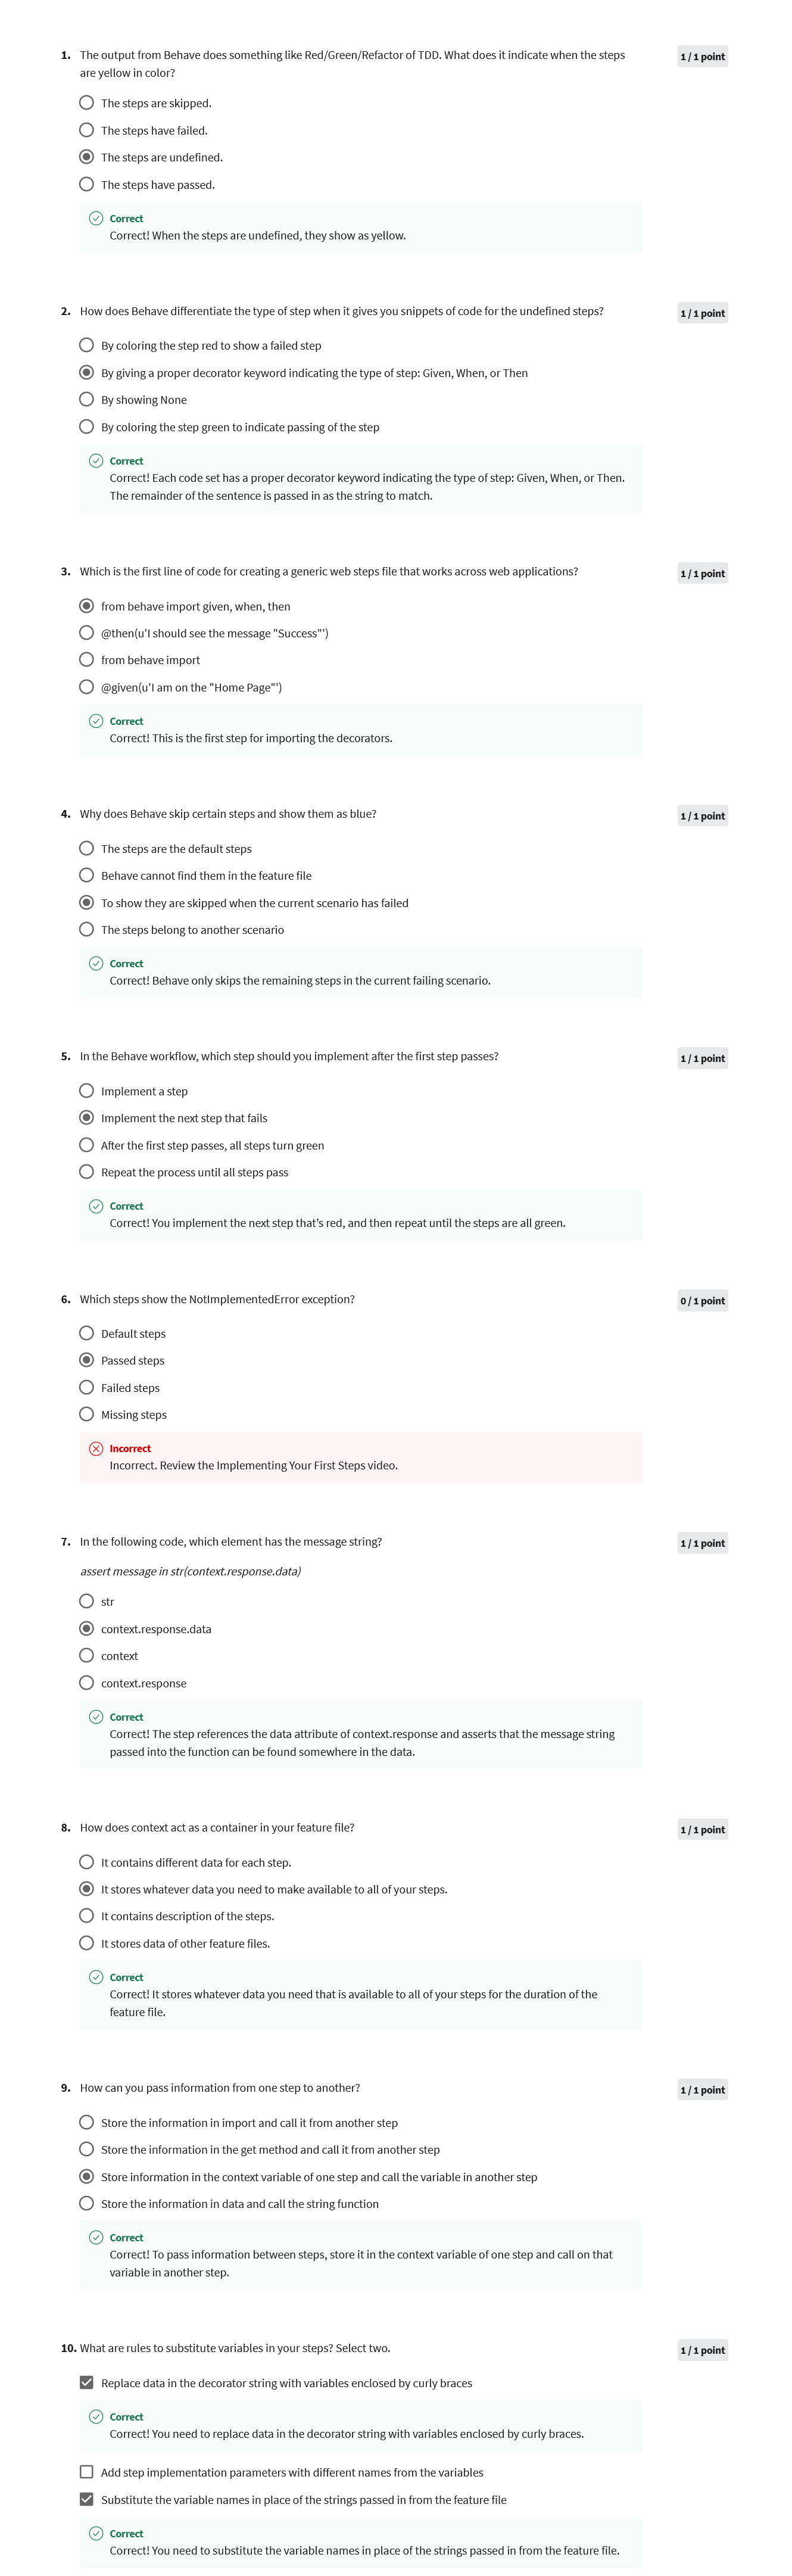 1. The output from Behave does something like Red/Green/Refactor of TDD. What does it indicate when the steps
are yellow in color?
1 / 1 point
The steps are skipped.
The steps have failed.
The steps are undefined.
The steps have passed.
Correct
Correct! When the steps are undefined, they show as yellow.
2. How does Behave differentiate the type of step when it gives you snippets of code for the undefined steps?
1 / 1 point
By coloring the step red to show a failed step
By giving a proper decorator keyword indicating the type of step: Given, When, or Then
By showing None
By coloring the step green to indicate passing of the step
Correct
Correct! Each code set has a proper decorator keyword indicating the type of step: Given, When, or Then.
The remainder of the sentence is passed in as the string to match.
3. Which is the first line of code for creating a generic web steps file that works across web applications?
1 / 1 point
from behave import given, when, then
@then(u'I should see the message "Success"')
from behave import
@given(u'I am on the "Home Page"')
Correct
Correct! This is the first step for importing the decorators.
4. Why does Behave skip certain steps and show them as blue?
1 / 1 point
The steps are the default steps
Behave cannot find them in the feature file
To show they are skipped when the current scenario has failed
The steps belong to another scenario
Correct
Correct! Behave only skips the remaining steps in the current failing scenario.
5. In the Behave workflow, which step should you implement after the first step passes?
1 / 1 point
Implement a step
Implement the next step that fails
After the first step passes, all steps turn green
Repeat the process until all steps pass
Correct
Correct! You implement the next step that’s red, and then repeat until the steps are all green.
6. Which steps show the NotImplementedError exception?
0 / 1 point
Default steps
Passed steps
Failed steps
Missing steps
Incorrect
Incorrect. Review the Implementing Your First Steps video.
7. In the following code, which element has the message string?
1 / 1 point
assert message in str(context.response.data)
str
context.response.data
context
context.response
Correct
Correct! The step references the data attribute of context.response and asserts that the message string
passed into the function can be found somewhere in the data.
8. How does context act as a container in your feature file?
1 / 1 point
It contains different data for each step.
It stores whatever data you need to make available to all of your steps.
It contains description of the steps.
It stores data of other feature files.
Correct
Correct! It stores whatever data you need that is available to all of your steps for the duration of the
feature file.
9. How can you pass information from one step to another?
1 / 1 point
Store the information in import and call it from another step
Store the information in the get method and call it from another step
Store information in the context variable of one step and call the variable in another step
Store the information in data and call the string function
Correct
Correct! To pass information between steps, store it in the context variable of one step and call on that
variable in another step.
10. What are rules to substitute variables in your steps? Select two.
1 / 1 point
Replace data in the decorator string with variables enclosed by curly braces
Correct
Correct! You need to replace data in the decorator string with variables enclosed by curly braces.
Add step implementation parameters with different names from the variables
Substitute the variable names in place of the strings passed in from the feature file
Correct
Correct! You need to substitute the variable names in place of the strings passed in from the feature file.